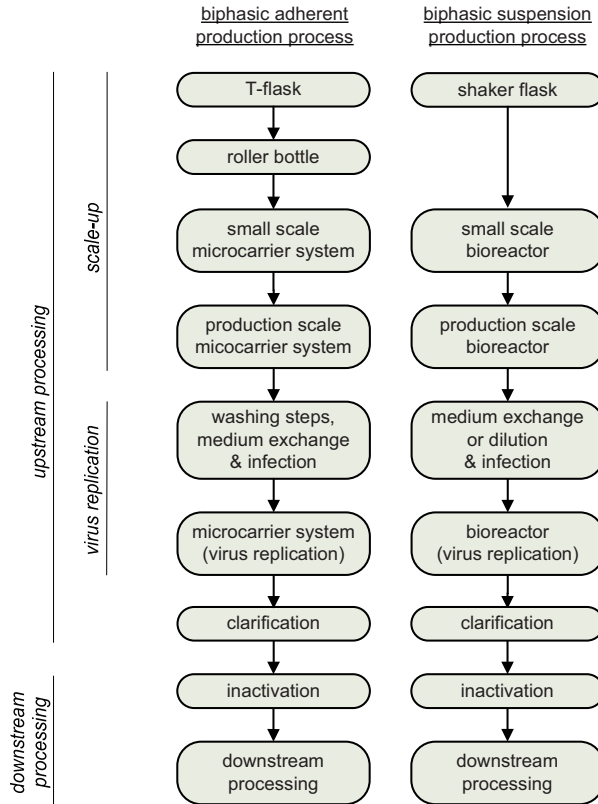 biphasic adherent
production process
biphasic suspension
production process
upstream processing
scale-up
virus replication
downstream
processing
T-flask
roller bottle
small scale
microcarrier system
production scale
micocarrier system
washing steps,
medium exchange
& infection
microcarrier system
(virus replication)
clarification
inactivation
downstream
processing
shaker flask
small scale
bioreactor
production scale
bioreactor
medium exchange
or dilution
& infection
bioreactor
(virus replication)
clarification
inactivation
downstream
processing